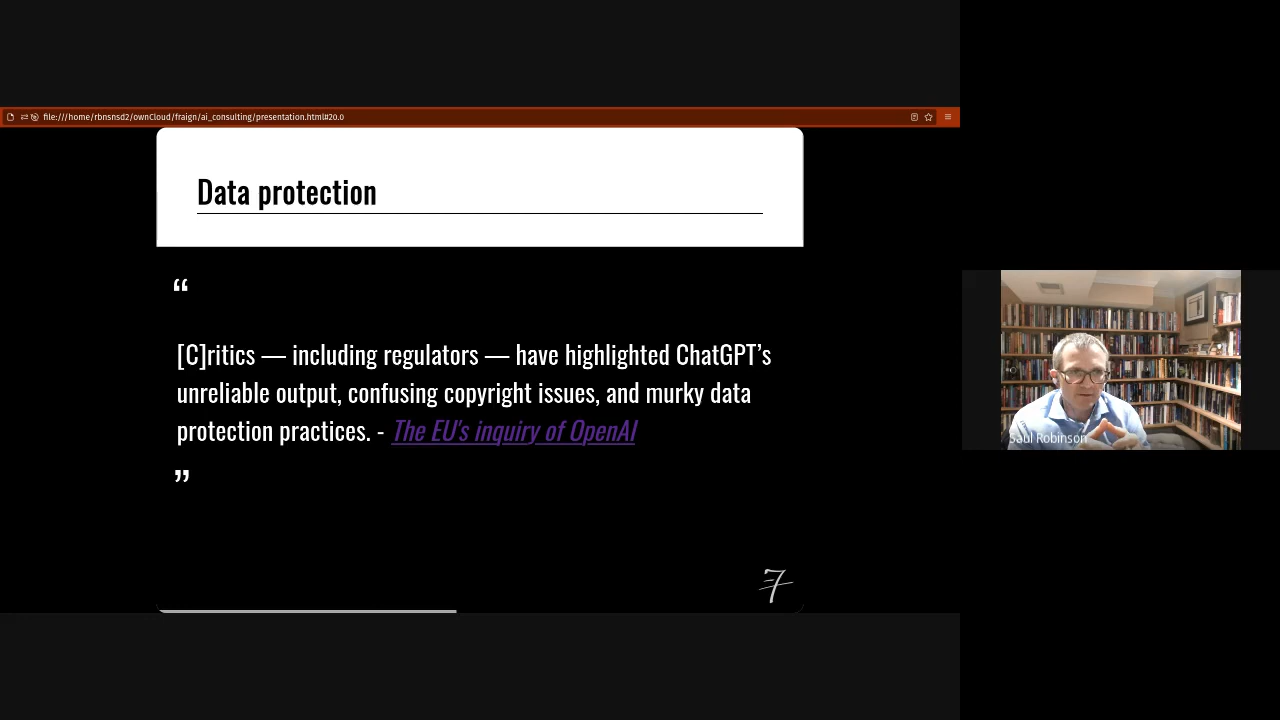 file:///home/rbnsnsd2/ownCloud/fraign/ai_consulting/presentation.html#20.0
Data protection
“
[C]ritics — including regulators — have highlighted ChatGPT’s
unreliable output, confusing copyright issues, and murky data
protection practices. - The EU's inquiry of OpenAI
”
Saul Robinson